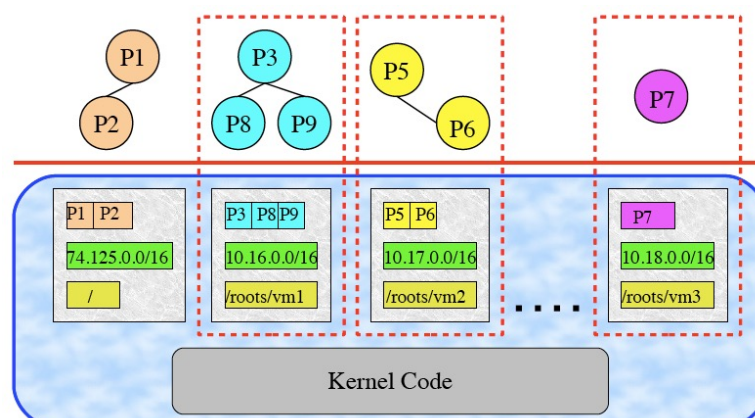 P1
P3
P5
P7
P2
P8
P9
P6
P1 P2
P3 P8 P9
P5 P6
P7
74.125.0.0/16
10.16.0.0/16
10.17.0.0/16
10.18.0.0/16
/
/roots/vm1
/roots/vm2
/roots/vm3
Kernel Code